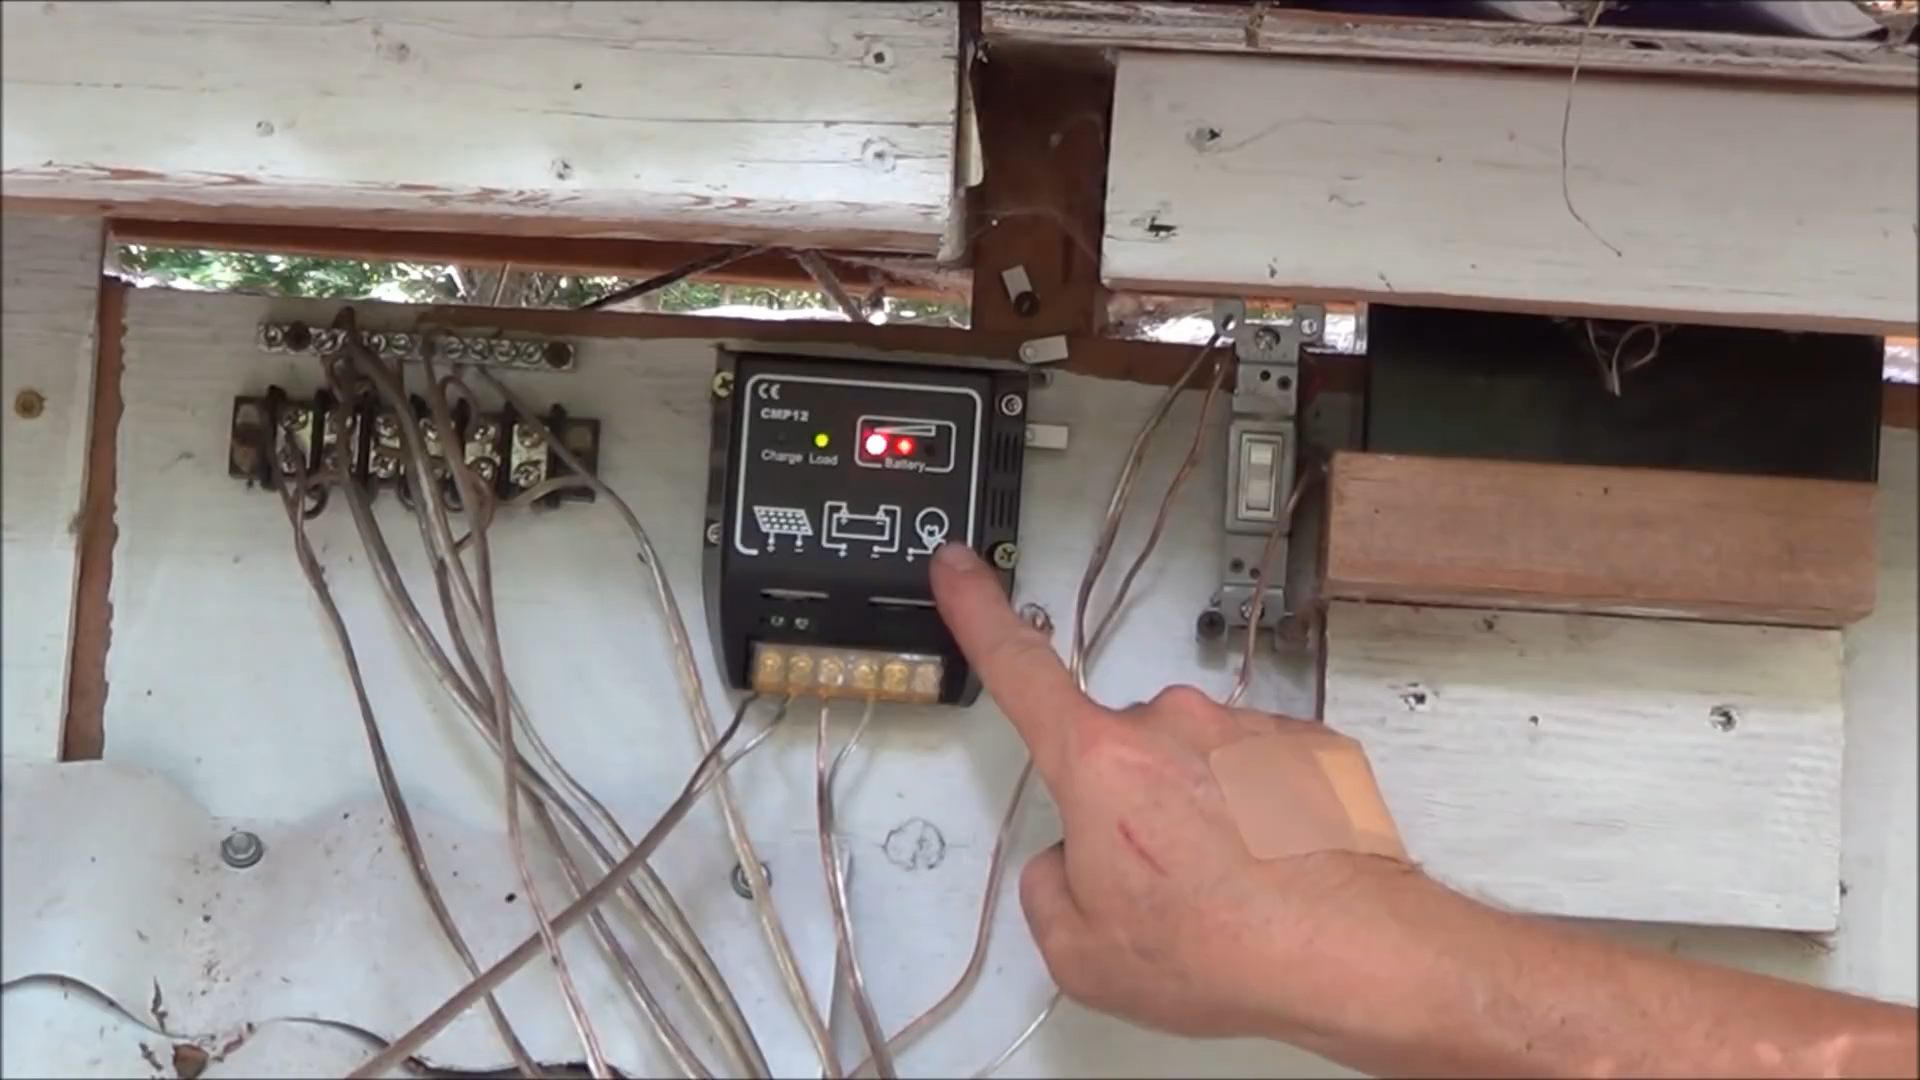 CE
CMP12
Charge Load
Battery
+ - + - +